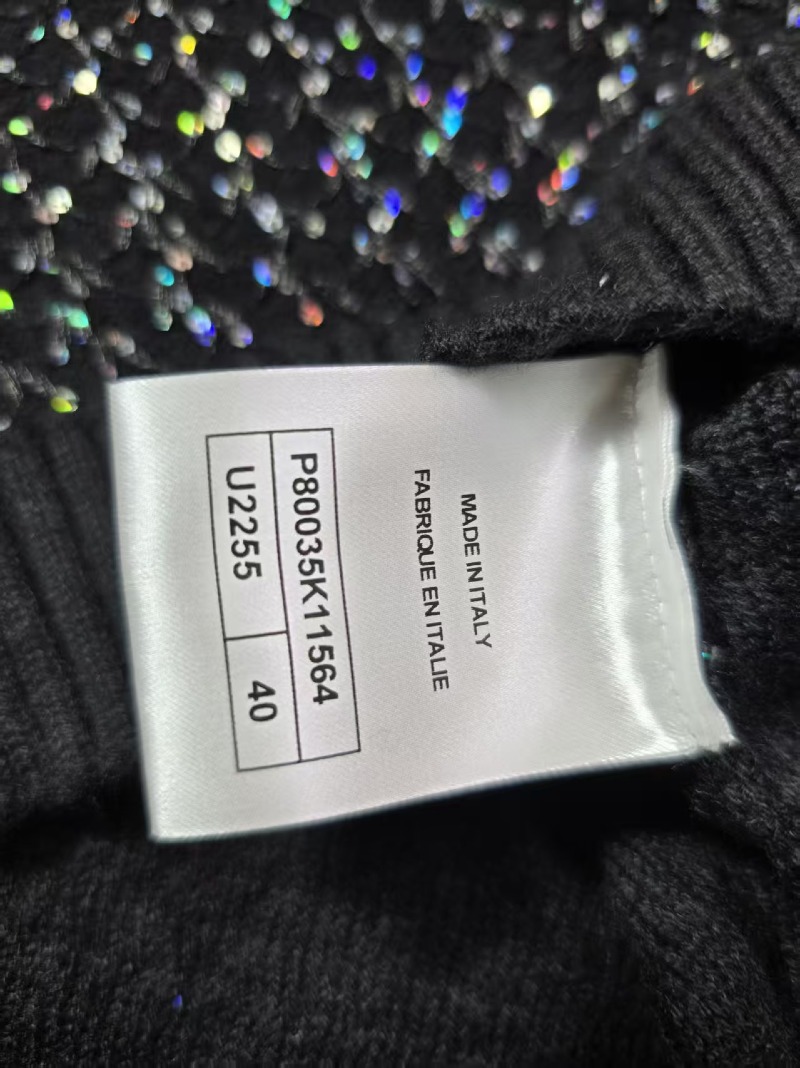 MADE IN ITALY
FABRIQUE EN ITALIE
P80035K11564
U2255 40